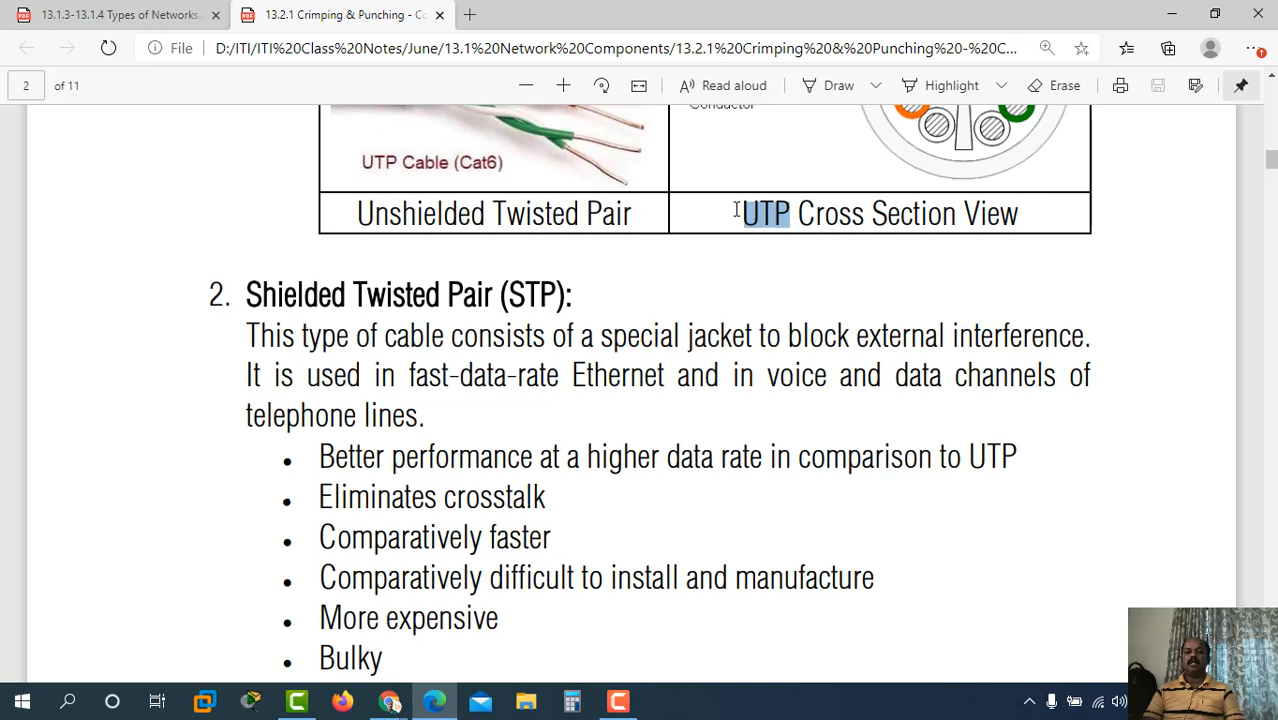 13.1.3-13.1.4 Types of Networks
13.2.1 Crimping & Punching - Co
File
D:/ITI/ITI%20Class%20Notes/June/13.1%20Network%20Components/13.2.1%20Crimping%20&%20Punching%20-%20C...
2 of 11
Read aloud
Draw
Highlight
Erase
Conductor
UTP Cable (Cat6)
Unshielded Twisted Pair
UTP Cross Section View
2. Shielded Twisted Pair (STP):
This type of cable consists of a special jacket to block external interference.
It is used in fast-data-rate Ethernet and in voice and data channels of
telephone lines.
• Better performance at a higher data rate in comparison to UTP
• Eliminates crosstalk
• Comparatively faster
• Comparatively difficult to install and manufacture
• More expensive
• Bulky